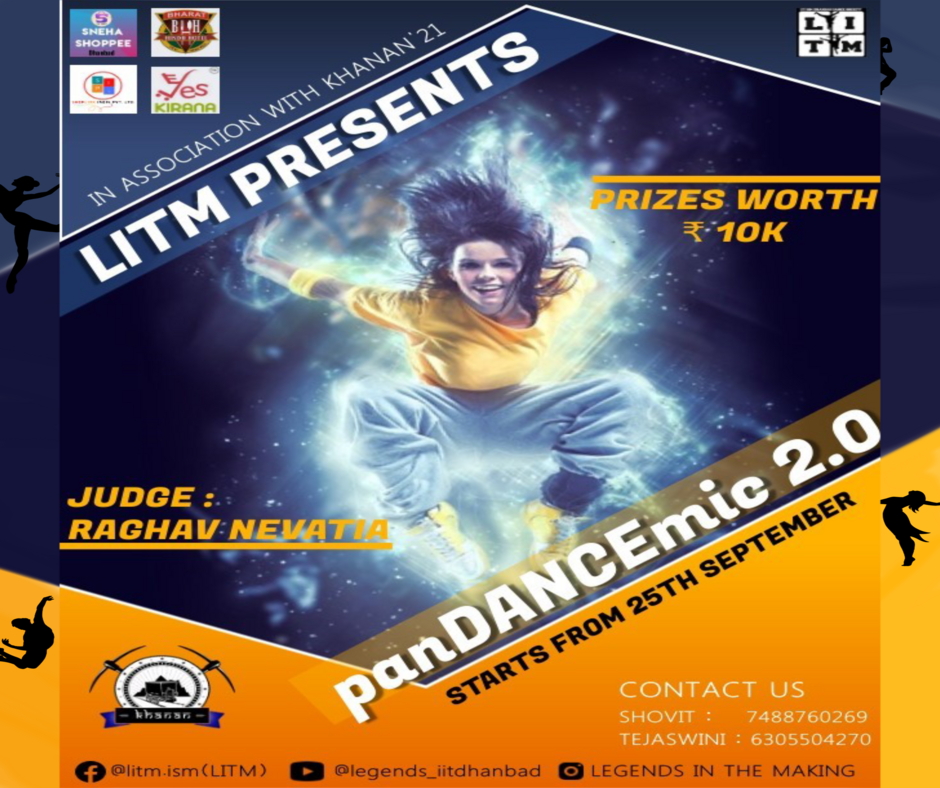 SNEHA
SHOPPEE
BHARAT
Yes
KIRANA
IN ASSOCIATION WITH KHANAN'21
LITM PRESENTS
L I
T M
PRIZES WORTH
₹ 10K
JUDGE :
RAGHAV NEVATIA
panDANCEmic 2.0
STARTS FROM 25TH SEPTEMBER
khanan
CONTACT US
SHOVIT : 7488760269
TEJASWINI : 6305504270
@litm.ism(LITM)
@legends_iitdhanbad
LEGENDS IN THE MAKING